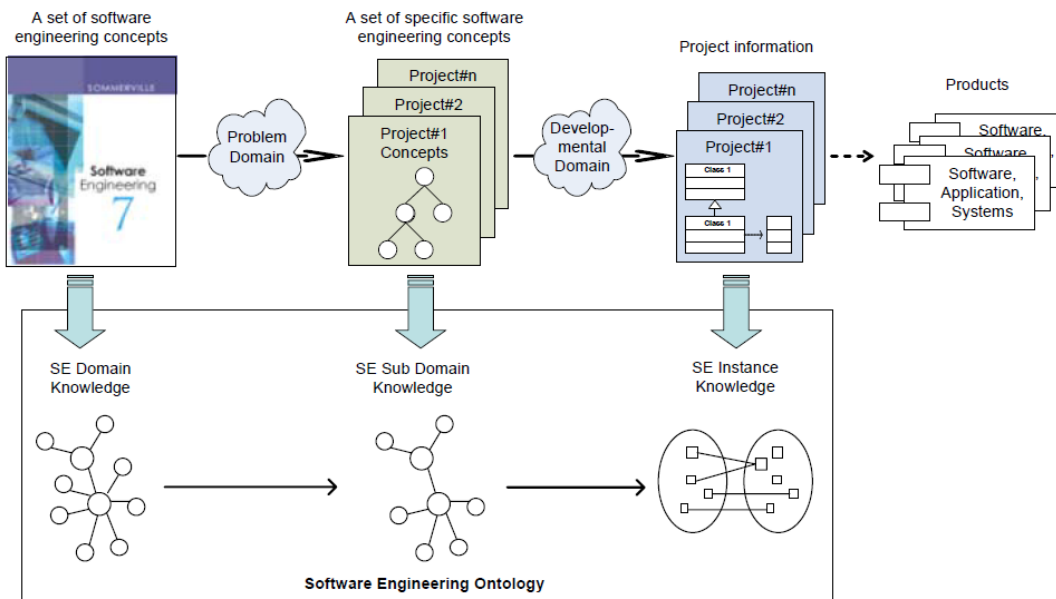 A set of software
engineering concepts
A set of specific software
engineering concepts
Project information
Products
SOMMERVILLE
Software
Engineering
7
Problem
Domain
Project#n
Project#2
Project#1
Concepts
Develop-
mental
Domain
Project#n
Project#2
Project#1
Class 1
Class 1
Software,
Software
Software,
Application,
Systems
SE Domain
Knowledge
SE Sub Domain
Knowledge
SE Instance
Knowledge
Software Engineering Ontology